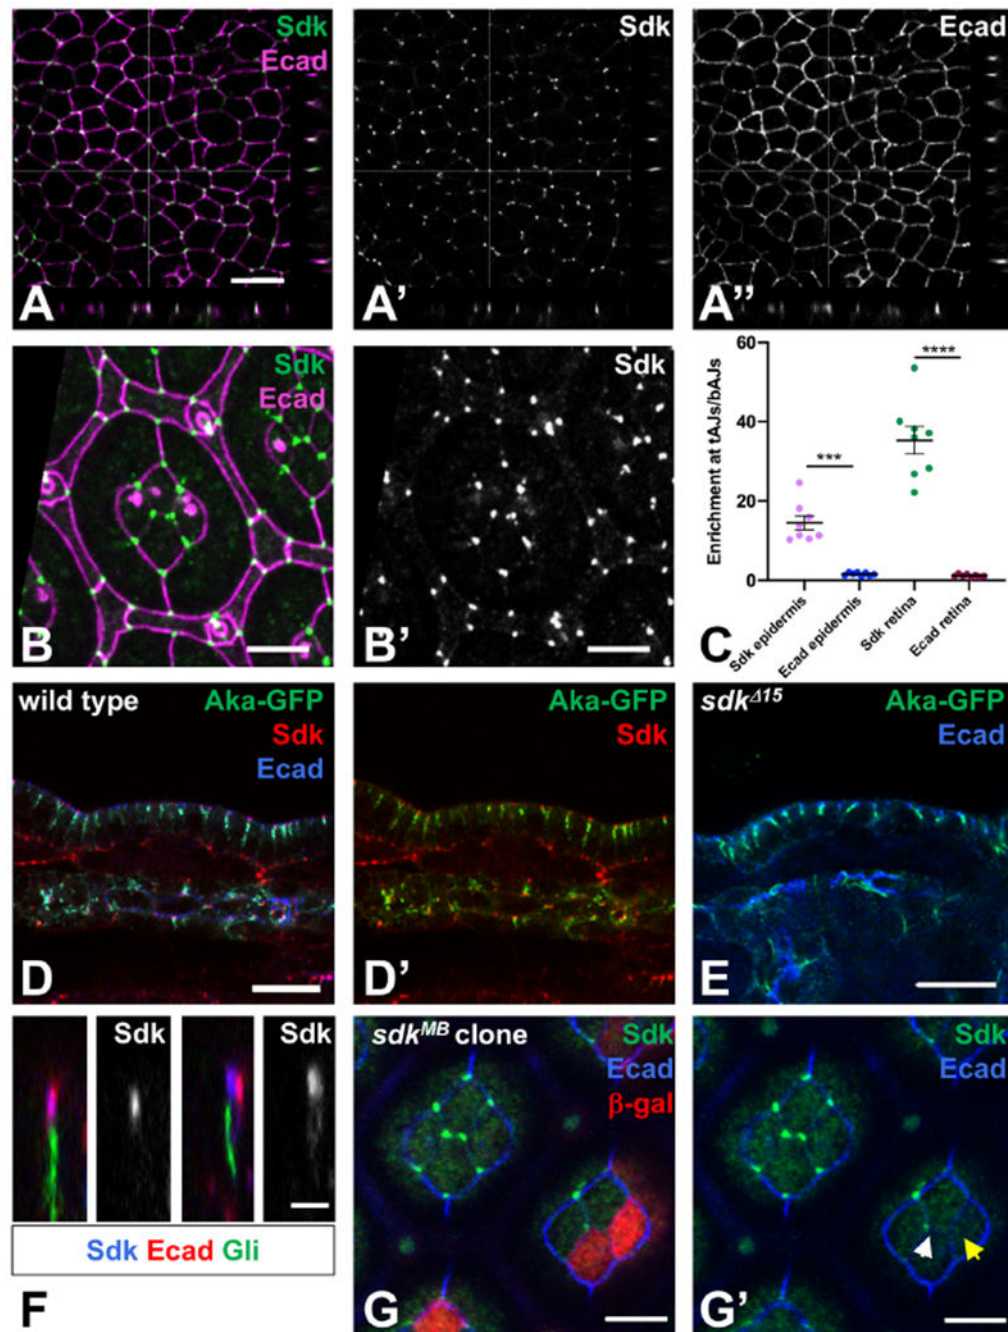 Sdk
Ecad
A
Sdk
A'
Ecad
A''
Sdk
Ecad
B
Sdk
B'
60
40
20
0
Enrichment at tAJs/bAJs
***
****
Sdk epidermis
Ecad epidermis
Sdk retina
Ecad retina
C
wild type
Aka-GFP
Sdk
Ecad
D
Aka-GFP
Sdk
D'
sdkΔ15
Aka-GFP
Ecad
E
Sdk
Sdk
Sdk Ecad Gli
F
sdkMB clone
Sdk
Ecad
β-gal
G
Sdk
Ecad
G'